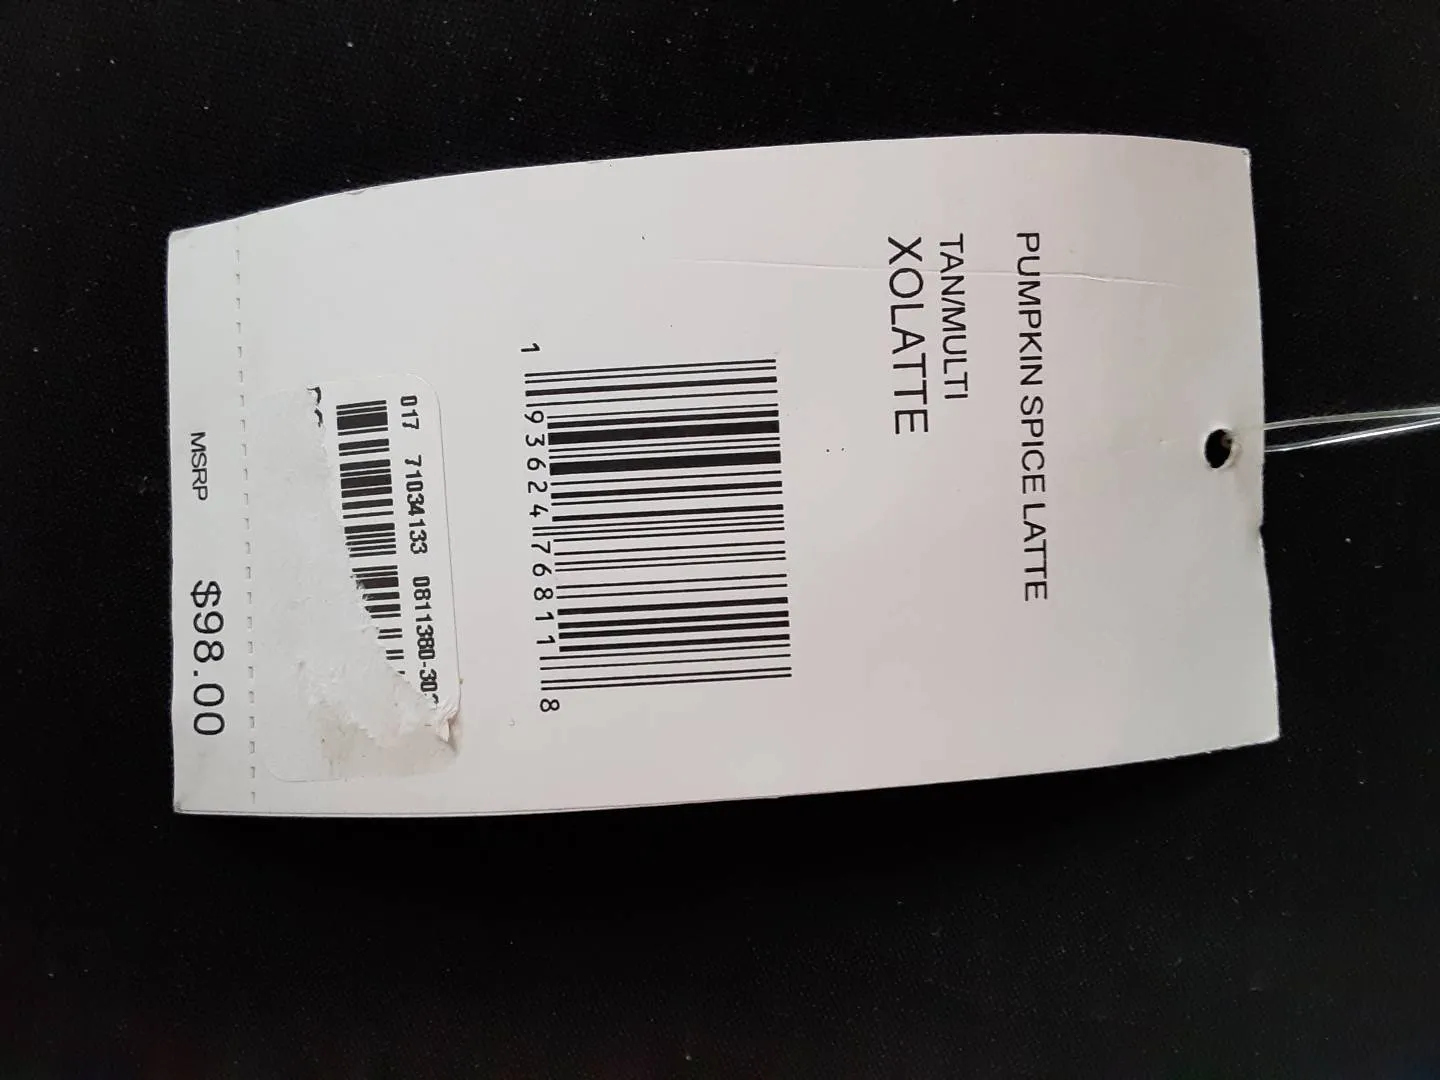 PUMPKIN SPICE LATTE
TAN/MULTI
XOLATTE
1 93624 76811 8
017 71034133 0811380-30
MSRP $98.00